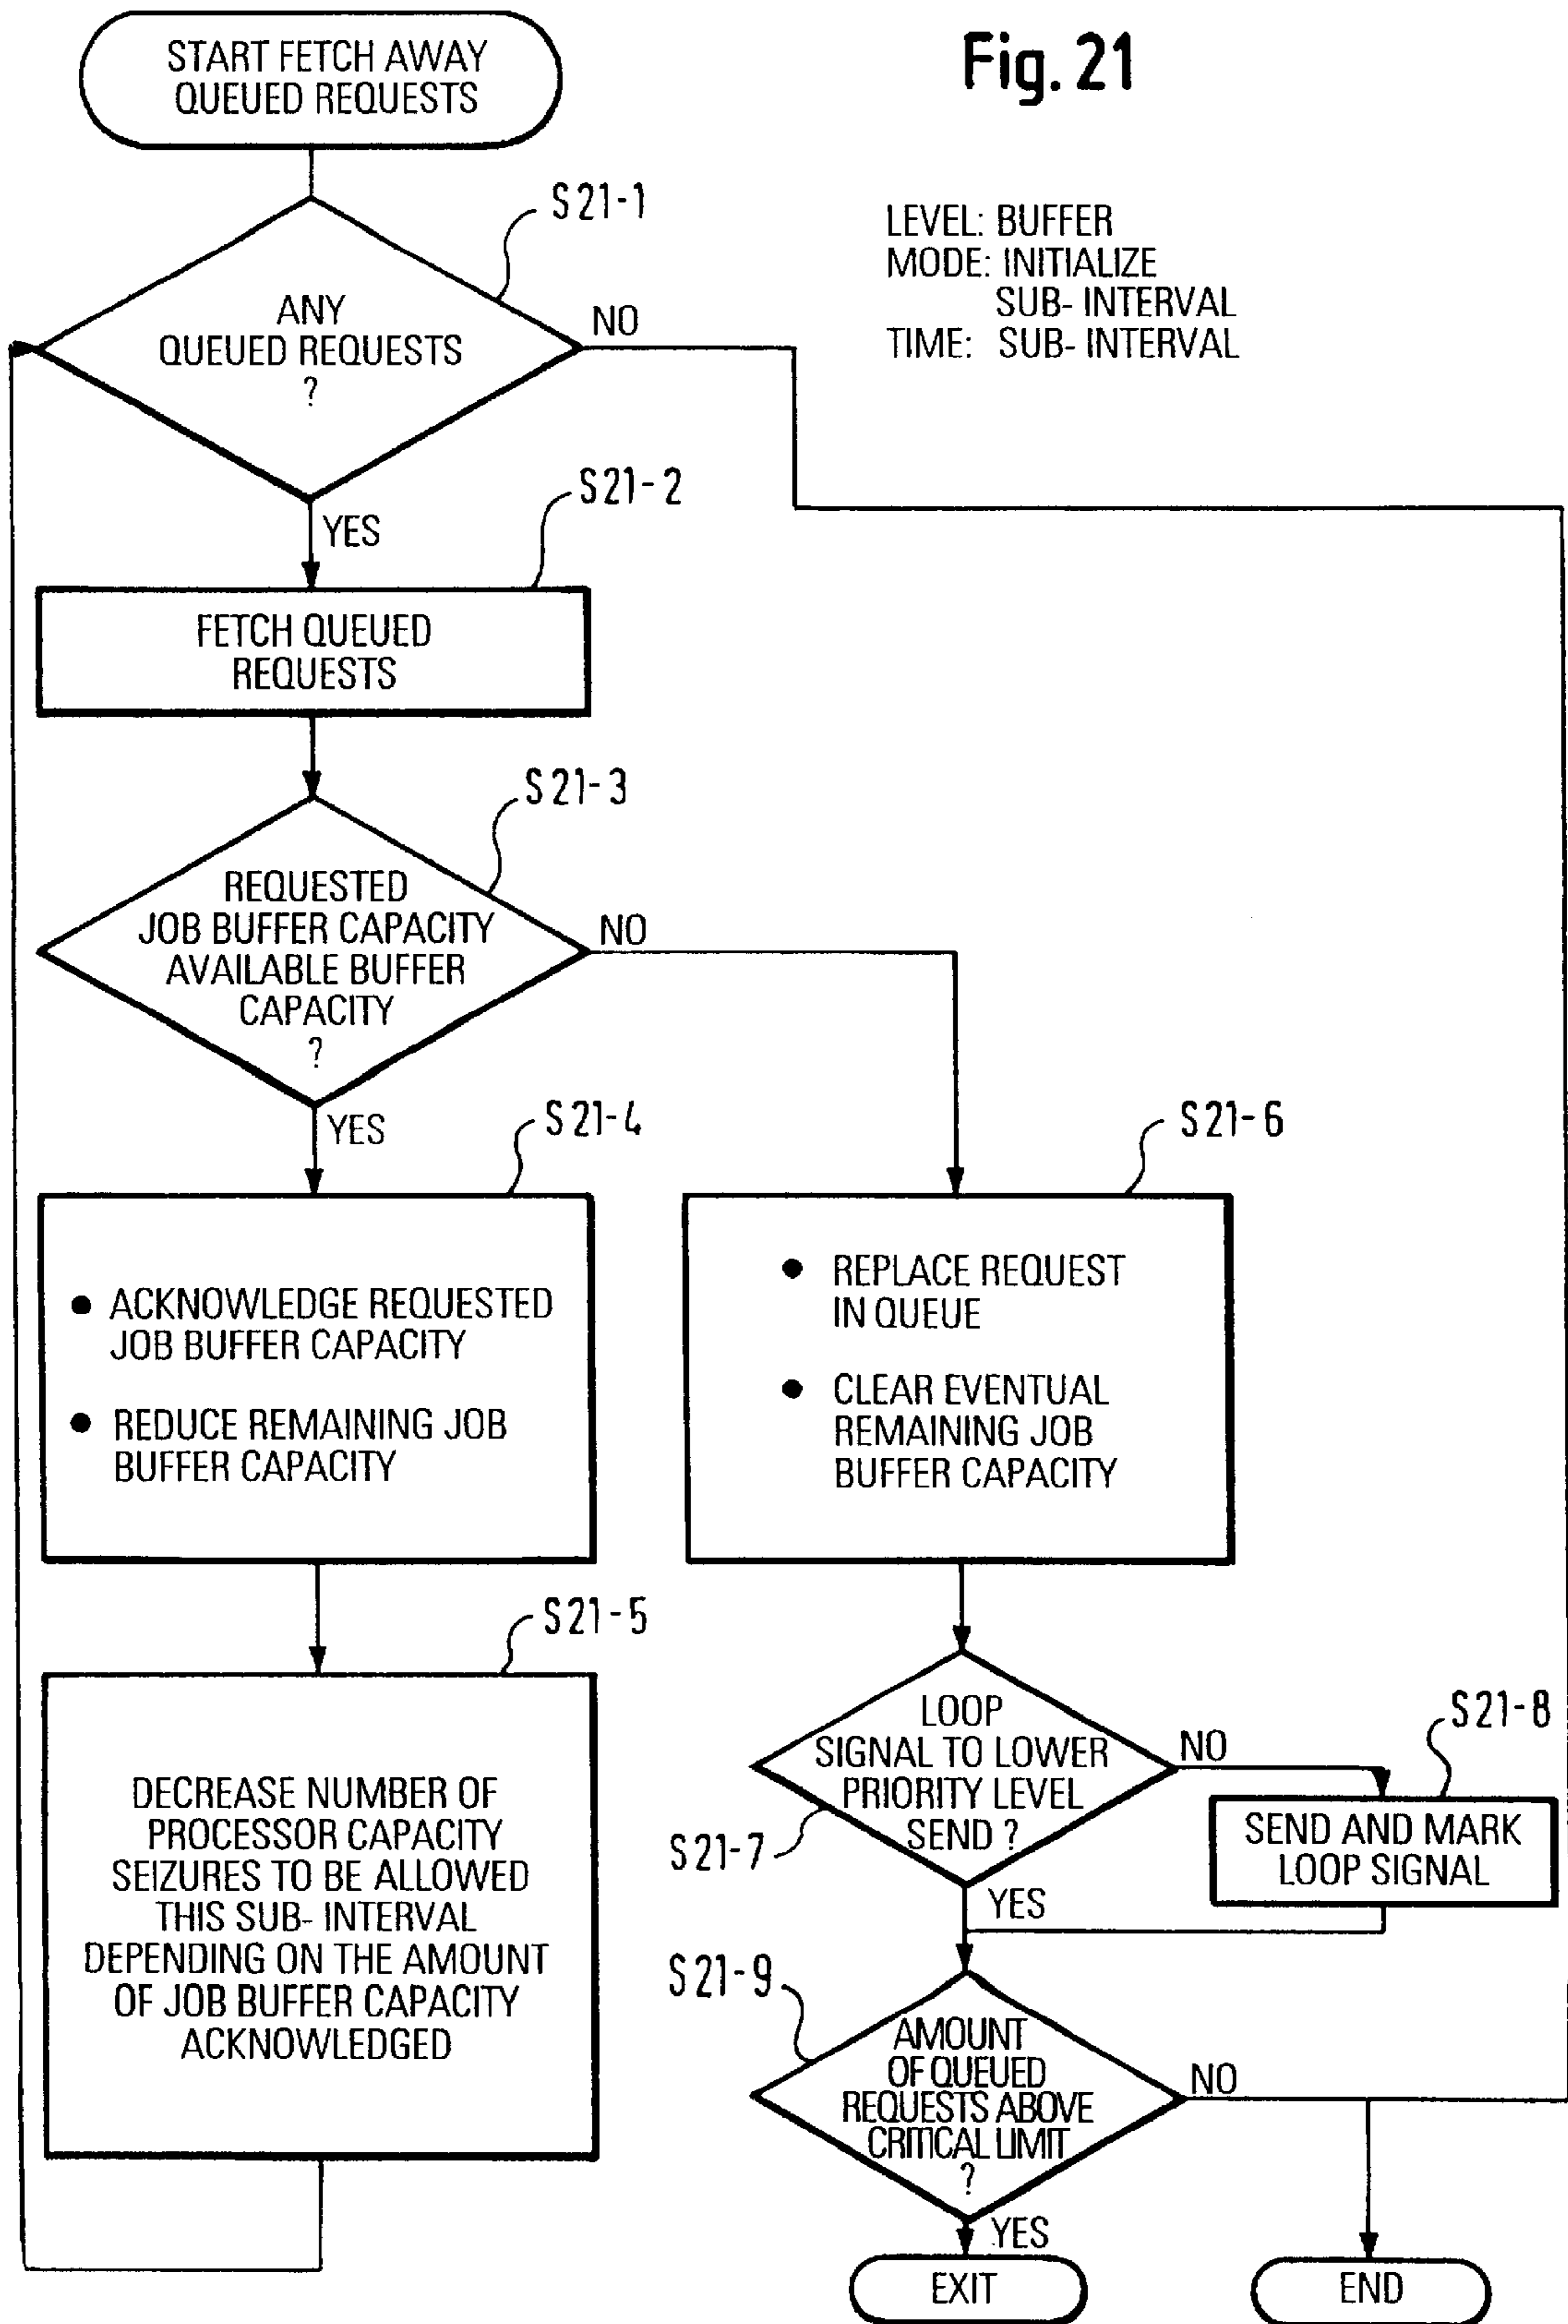 START FETCH AWAY
QUEUED REQUESTS
Fig. 21
S21-1
LEVEL: BUFFER
MODE: INITIALIZE
SUB- INTERVAL
TIME: SUB- INTERVAL
ANY
QUEUED REQUESTS
?
NO
YES
S21-2
FETCH QUEUED
REQUESTS
S21-3
REQUESTED
JOB BUFFER CAPACITY
AVAILABLE BUFFER
CAPACITY
?
NO
YES
S21-4
S21-6
• ACKNOWLEDGE REQUESTED
JOB BUFFER CAPACITY
• REDUCE REMAINING JOB
BUFFER CAPACITY
• REPLACE REQUEST
IN QUEUE
• CLEAR EVENTUAL
REMAINING JOB
BUFFER CAPACITY
S21-5
DECREASE NUMBER OF
PROCESSOR CAPACITY
SEIZURES TO BE ALLOWED
THIS SUB- INTERVAL
DEPENDING ON THE AMOUNT
OF JOB BUFFER CAPACITY
ACKNOWLEDGED
LOOP
SIGNAL TO LOWER
PRIORITY LEVEL
SEND ?
S21-7
NO
YES
S21-8
SEND AND MARK
LOOP SIGNAL
S21-9
AMOUNT
OF QUEUED
REQUESTS ABOVE
CRITICAL LIMIT
?
NO
YES
EXIT
END